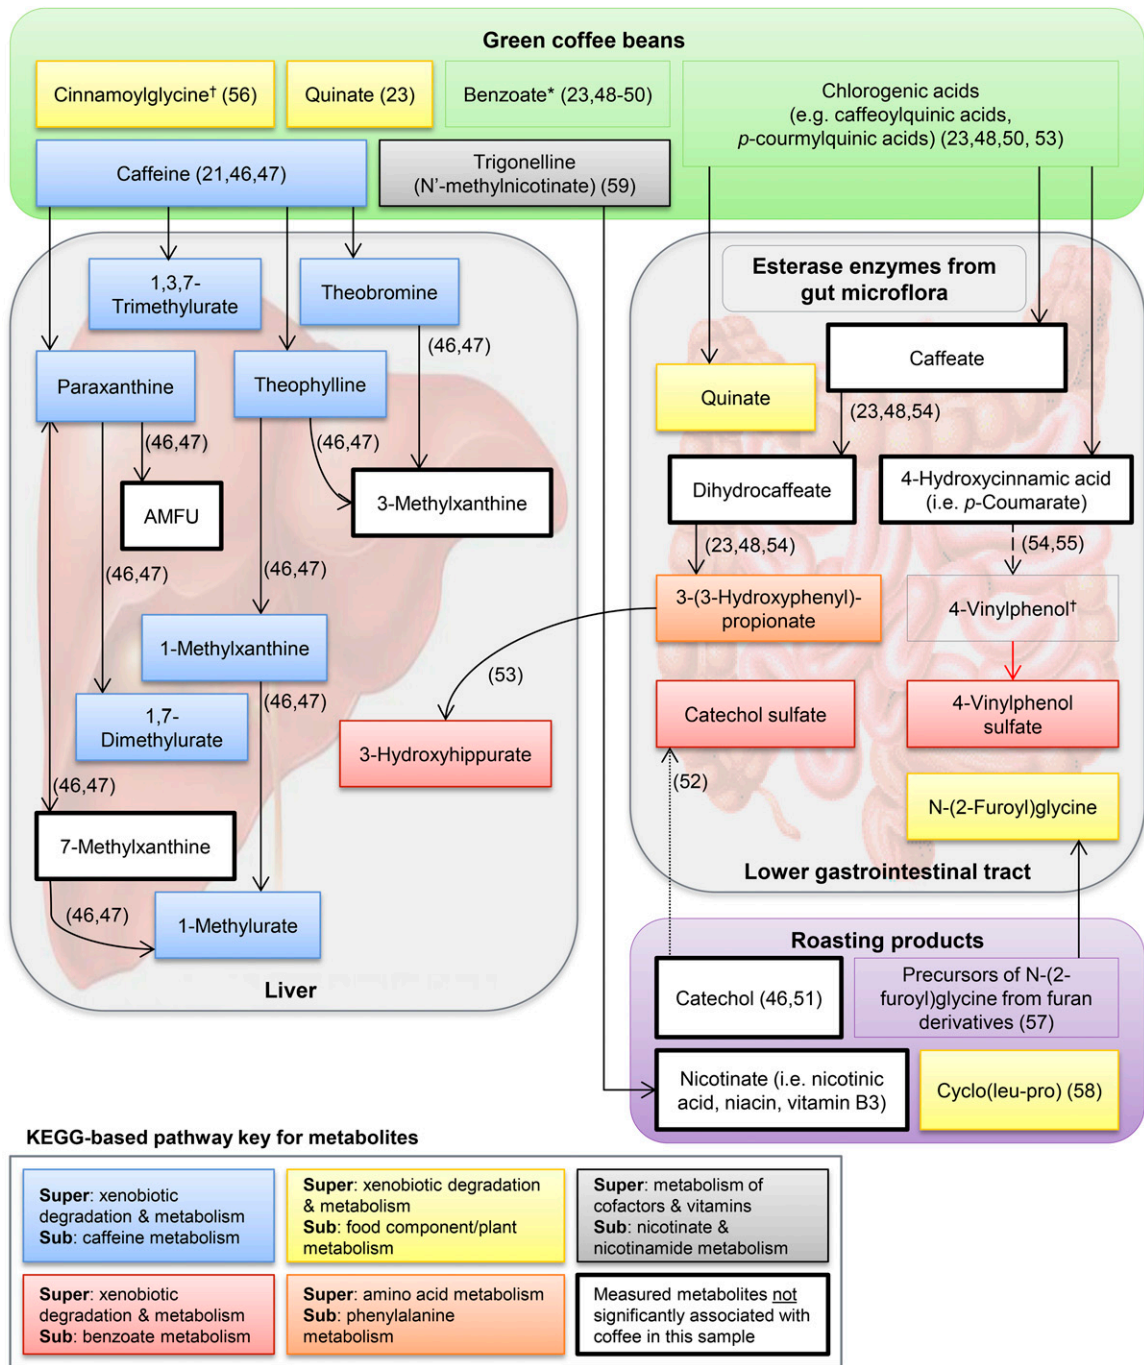 Green coffee beans
Cinnamoylglycine† (56)
Quinate (23)
Benzoate* (23,48-50)
Chlorogenic acids
(e.g. caffeoylquinic acids,
p-courmylquinic acids) (23,48,50, 53)
Caffeine (21,46,47)
Trigonelline
(N’-methylnicotinate) (59)
1,3,7-
Trimethylurate
Theobromine
(46,47)
Paraxanthine
Theophylline
(46,47)
(46,47)
AMFU
3-Methylxanthine
(46,47)
(46,47)
1-Methylxanthine
(46,47)
1,7-
Dimethylurate
(46,47)
7-Methylxanthine
(46,47)
1-Methylurate
Liver
(53)
3-Hydroxyhippurate
Esterase enzymes from
gut microflora
Caffeate
Quinate
(23,48,54)
Dihydrocaffeate
4-Hydroxycinnamic acid
(i.e. p-Coumarate)
(23,48,54)
(54,55)
3-(3-Hydroxyphenyl)-
propionate
4-Vinylphenol†
Catechol sulfate
4-Vinylphenol
sulfate
(52)
N-(2-Furoyl)glycine
Lower gastrointestinal tract
Roasting products
Catechol (46,51)
Precursors of N-(2-
furoyl)glycine from furan
derivatives (57)
Nicotinate (i.e. nicotinic
acid, niacin, vitamin B3)
Cyclo(leu-pro) (58)
KEGG-based pathway key for metabolites
Super: xenobiotic
degradation & metabolism
Sub: caffeine metabolism
Super: xenobiotic degradation
& metabolism
Sub: food component/plant
metabolism
Super: metabolism of
cofactors & vitamins
Sub: nicotinate &
nicotinamide metabolism
Super: xenobiotic
degradation & metabolism
Sub: benzoate metabolism
Super: amino acid metabolism
Sub: phenylalanine
metabolism
Measured metabolites not
significantly associated with
coffee in this sample